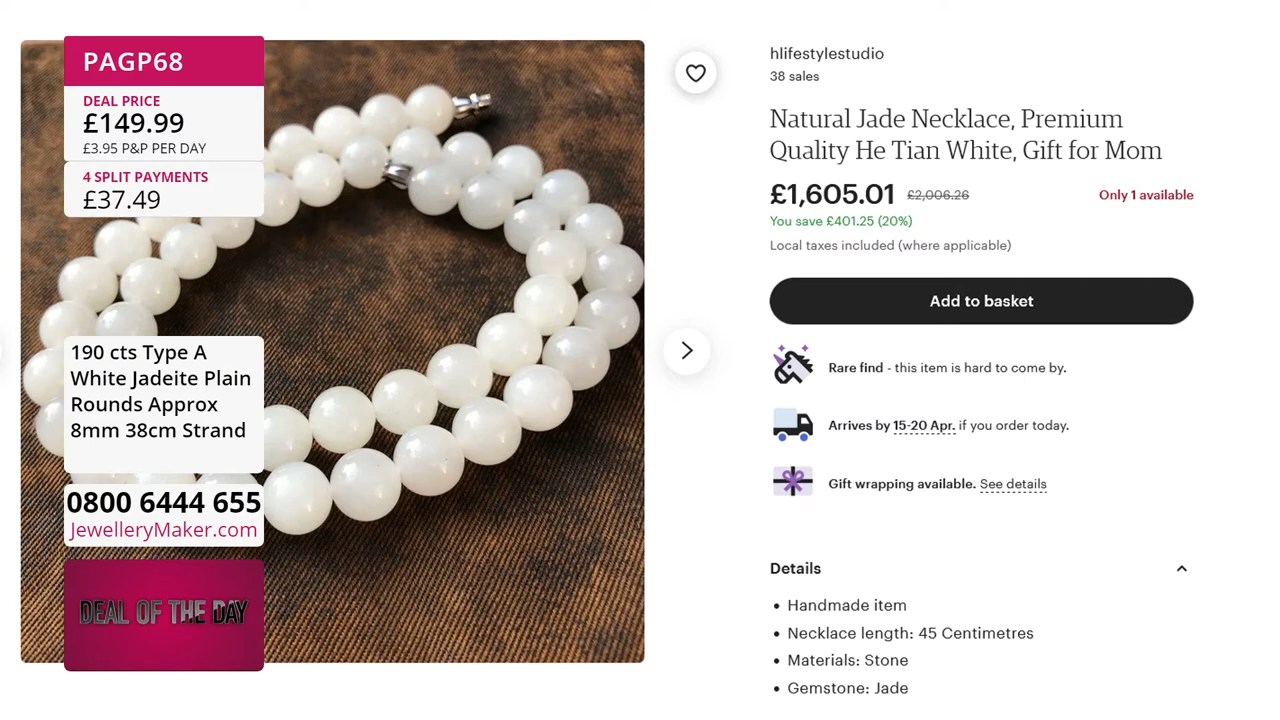 PAGP68
DEAL PRICE
£149.99
£3.95 P&P PER DAY
4 SPLIT PAYMENTS
£37.49
190 cts Type A
White Jadeite Plain
Rounds Approx
8mm 38cm Strand
0800 6444 655
JewelleryMaker.com
DEAL OF THE DAY
hlifestylestudio
38 sales
Natural Jade Necklace, Premium
Quality He Tian White, Gift for Mom
£1,605.01 £2,006.26 Only 1 available
You save £401.25 (20%)
Local taxes included (where applicable)
Add to basket
Rare find - this item is hard to come by.
Arrives by 15-20 Apr. if you order today.
Gift wrapping available. See details
Details
• Handmade item
• Necklace length: 45 Centimetres
• Materials: Stone
• Gemstone: Jade